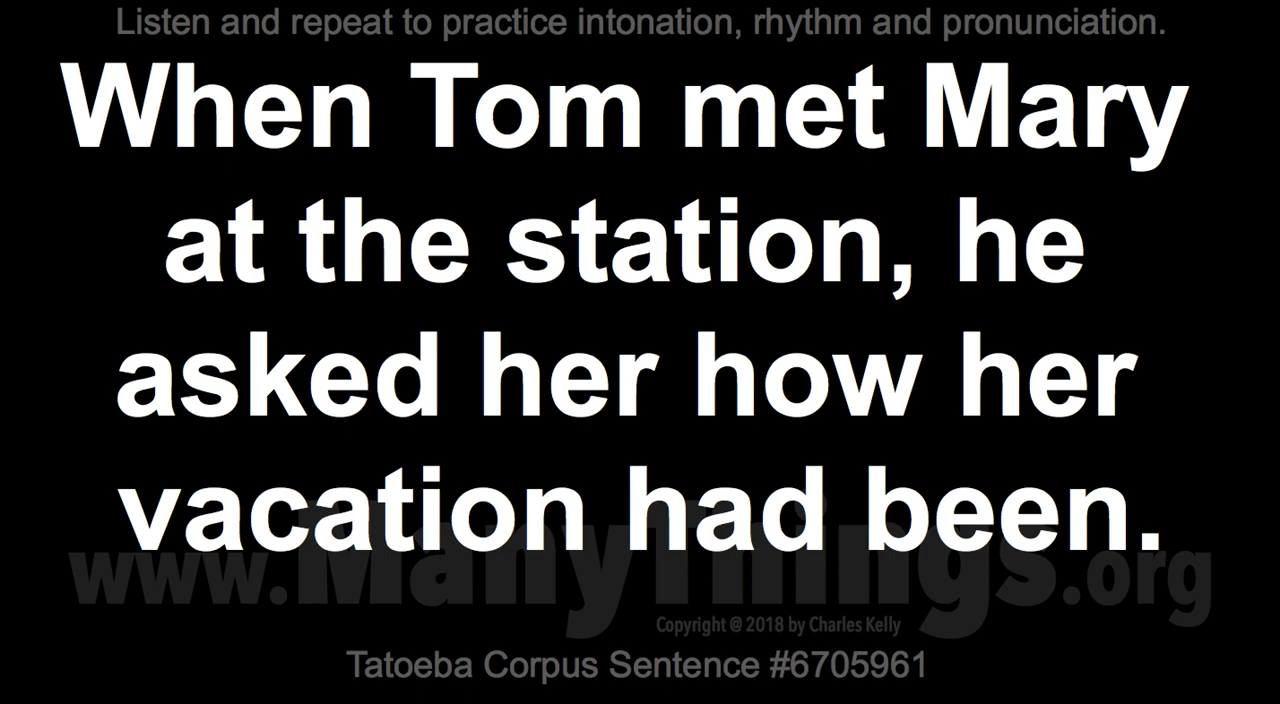 Listen and repeat to practice intonation, rhythm and pronunciation.
When Tom met Mary
at the station, he
asked her how her
vacation had been.
www.ManyThings.org
Copyright @ 2018 by Charles Kelly
Tatoeba Corpus Sentence #6705961